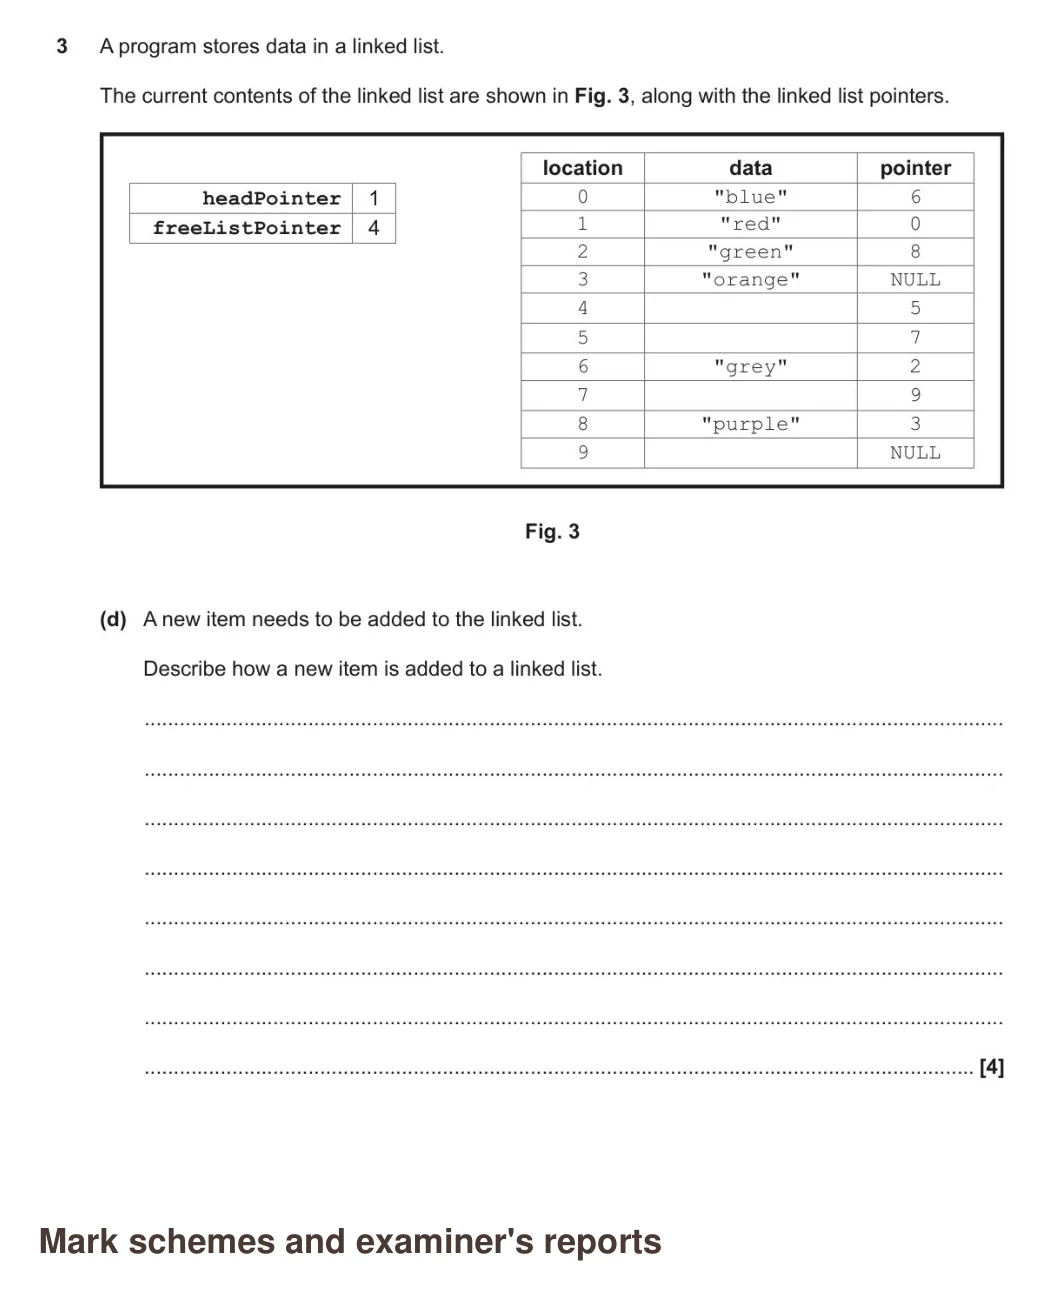 3 A program stores data in a linked list.
The current contents of the linked list are shown in Fig. 3, along with the linked list pointers.
headPointer 1
freeListPointer 4
location data pointer
0 "blue" 6
1 "red" 0
2 "green" 8
3 "orange" NULL
4 5
5 7
6 "grey" 2
7 9
8 "purple" 3
9 NULL
Fig. 3
(d) A new item needs to be added to the linked list.
Describe how a new item is added to a linked list.
[4]
Mark schemes and examiner's reports